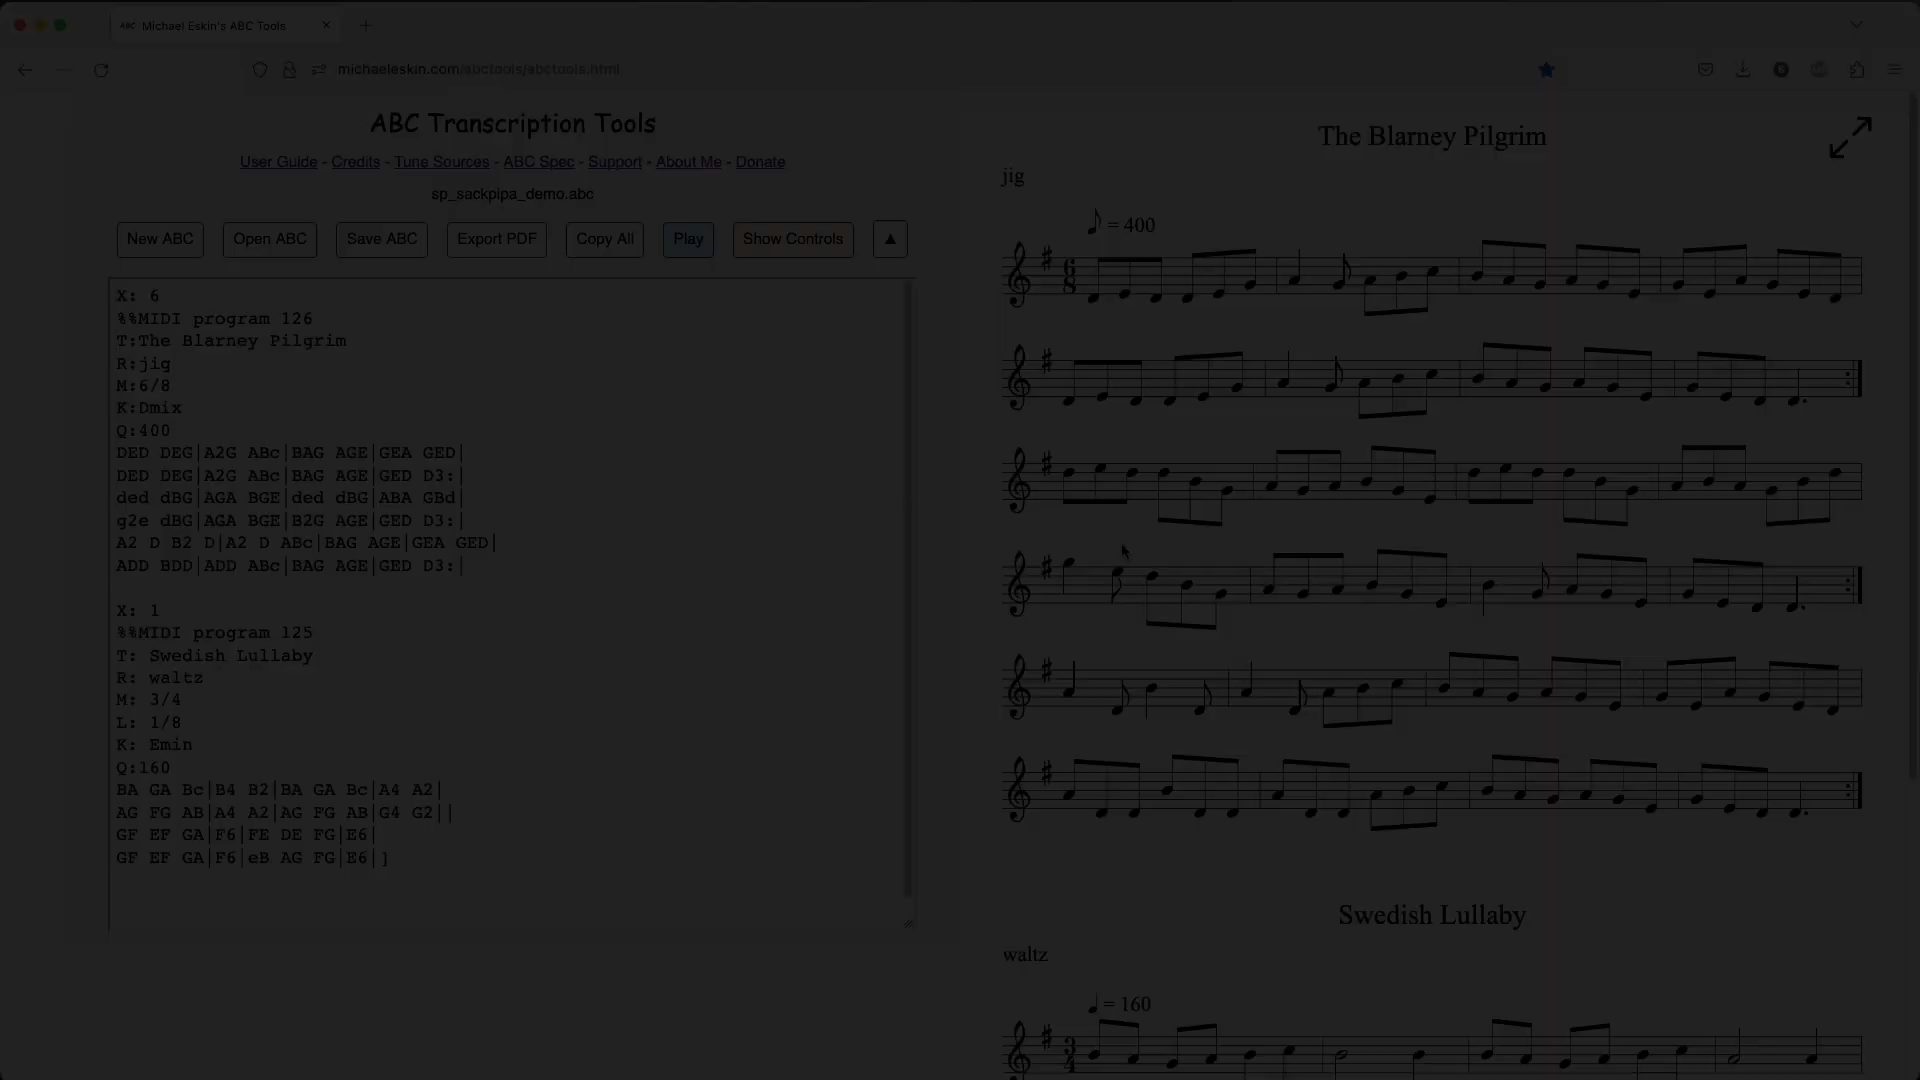 ABC Michael Eskin's ABC Tools
michaeleskin.com/abctools/abctools.html
ABC Transcription Tools
User Guide - Credits - Tune Sources - ABC Spec - Support - About Me - Donate
sp_sackpipa_demo.abc
New ABC Open ABC Save ABC Export PDF Copy All Play Show Controls ▲
X: 6
%%MIDI program 126
T:The Blarney Pilgrim
R:jig
M:6/8
K:Dmix
Q:400
DED DEG|A2G ABc|BAG AGE|GEA GED|
DED DEG|A2G ABc|BAG AGE|GED D3:|
ded dBG|AGA BGE|ded dBG|ABA GBd|
g2e dBG|AGA BGE|B2G AGE|GED D3:|
A2 D B2 D|A2 D ABc|BAG AGE|GEA GED|
ADD BDD|ADD ABc|BAG AGE|GED D3:|
X: 1
%%MIDI program 125
T: Swedish Lullaby
R: waltz
M: 3/4
L: 1/8
K: Emin
Q:160
BA GA Bc|B4 B2|BA GA Bc|A4 A2|
AG FG AB|A4 A2|AG FG AB|G4 G2||
GF EF GA|F6|FE DE FG|E6|
GF EF GA|F6|eB AG FG|E6|]
The Blarney Pilgrim
jig
♪ = 400
6
8
Swedish Lullaby
waltz
♩ = 160
3
4